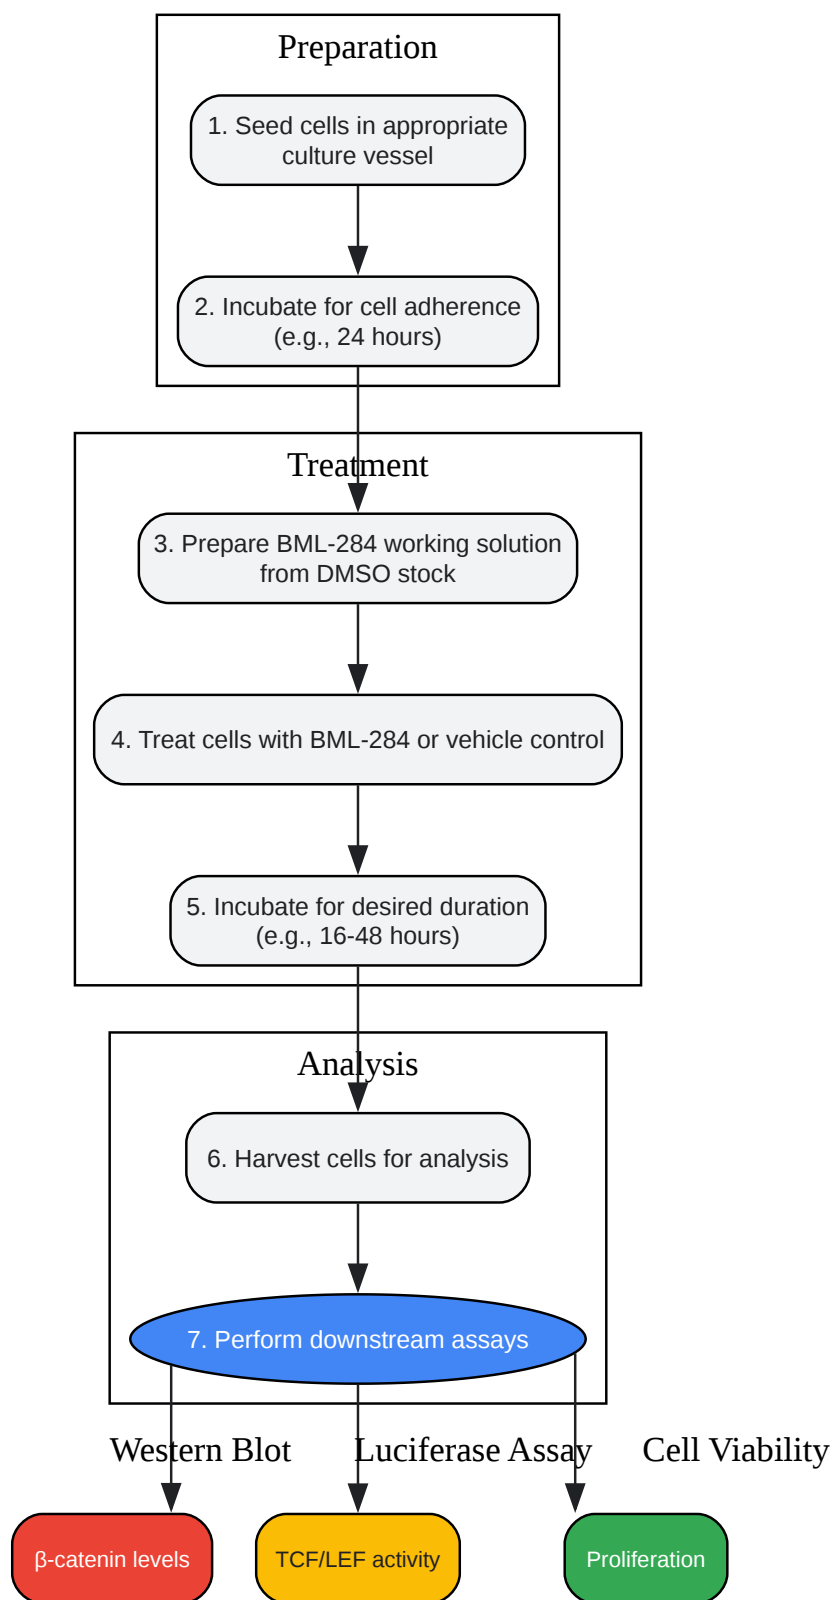 Preparation
1. Seed cells in appropriate
culture vessel
2. Incubate for cell adherence
(e.g., 24 hours)
Treatment
3. Prepare BML-284 working solution
from DMSO stock
4. Treat cells with BML-284 or vehicle control
5. Incubate for desired duration
(e.g., 16-48 hours)
Analysis
6. Harvest cells for analysis
7. Perform downstream assays
Western Blot
Luciferase Assay
Cell Viability
β-catenin levels
TCF/LEF activity
Proliferation